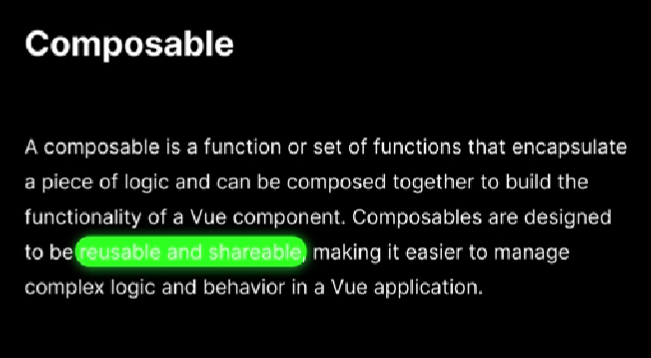 Composable
A composable is a function or set of functions that encapsulate
a piece of logic and can be composed together to build the
functionality of a Vue component. Composables are designed
to be reusable and shareable, making it easier to manage
complex logic and behavior in a Vue application.